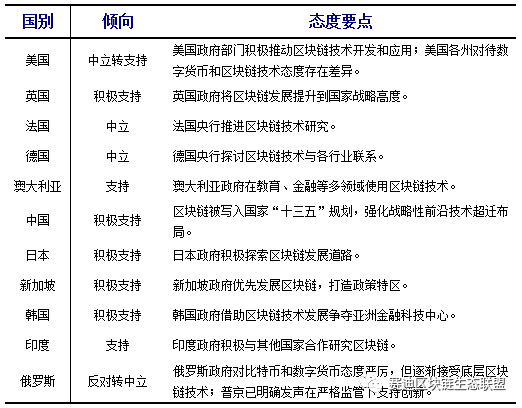 国别 倾向 态度要点
美国 中立转支持 美国政府部门积极推动区块链技术开发和应用；美国各州对待数
字货币和区块链技术态度存在差异。
英国 积极支持 英国政府将区块链发展提升到国家战略高度。
法国 中立 法国央行推进区块链技术研究。
德国 中立 德国央行探讨区块链技术与各行业联系。
澳大利亚 支持 澳大利亚政府在教育、金融等多领域使用区块链技术。
中国 积极支持 区块链被写入国家“十三五”规划，强化战略性前沿技术超迁布
局。
日本 积极支持 日本政府积极探索区块链发展道路。
新加坡 积极支持 新加坡政府优先发展区块链，打造政策特区。
韩国 积极支持 韩国政府借助区块链技术发展争夺亚洲金融科技中心。
印度 支持 印度政府积极与其他国家合作研究区块链。
俄罗斯 反对转中立 俄罗斯政府对比特币和数字货币态度严厉，但逐渐接受底层区块
链技术；普京已明确发声在严格监管下支持创新。
赛迪区块链生态联盟